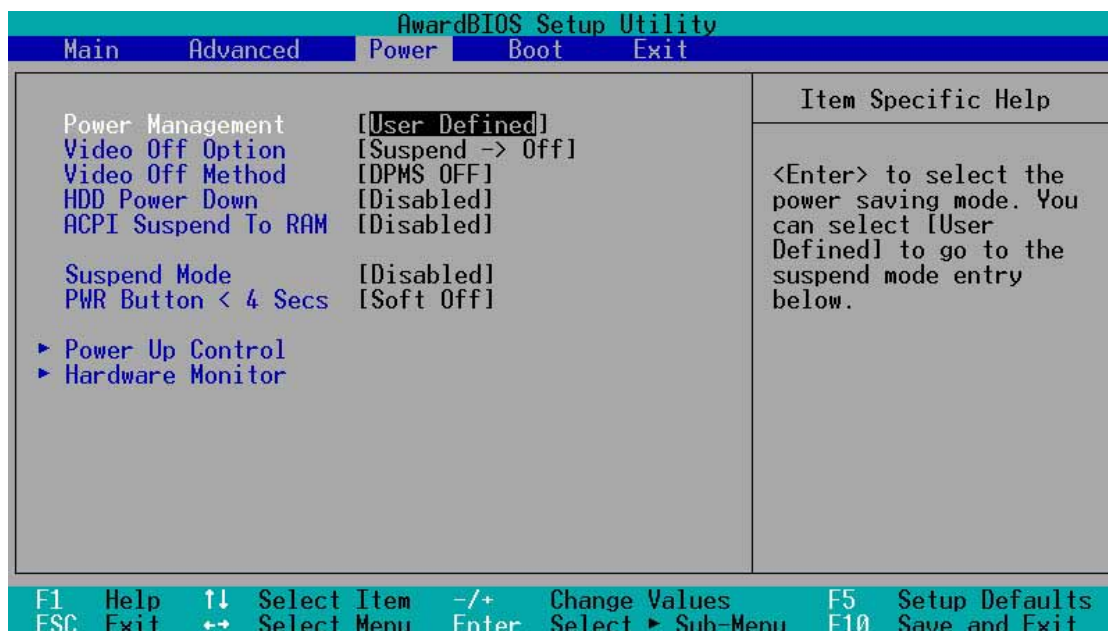 AwardBIOS Setup Utility
Main Advanced Power Boot Exit
Power Management [User Defined]
Video Off Option [Suspend -> Off]
Video Off Method [DPMS OFF]
HDD Power Down [Disabled]
ACPI Suspend To RAM [Disabled]
Suspend Mode [Disabled]
PWR Button < 4 Secs [Soft Off]
► Power Up Control
► Hardware Monitor
Item Specific Help
<Enter> to select the
power saving mode. You
can select [User
Defined] to go to the
suspend mode entry
below.
F1 Help ↑↓ Select Item -/+ Change Values F5 Setup Defaults
ESC Exit ←→ Select Menu Enter Select ► Sub-Menu F10 Save and Exit